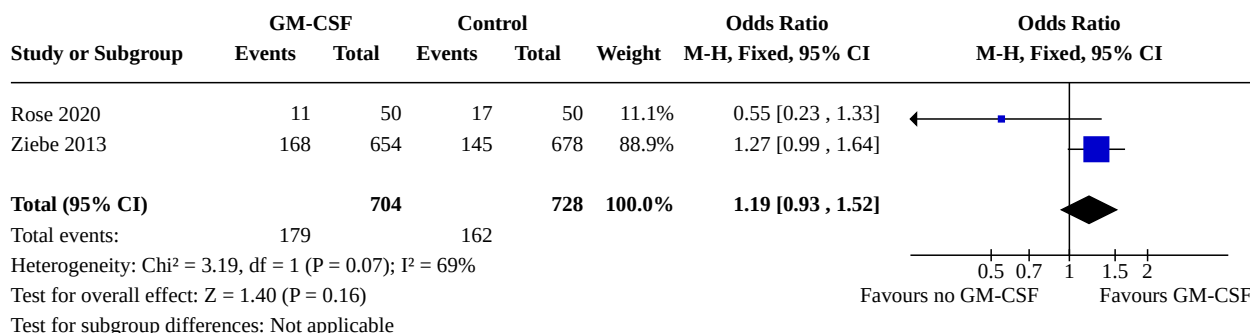 GM-CSF Control Odds Ratio Odds Ratio
Study or Subgroup Events Total Events Total Weight M-H, Fixed, 95% CI M-H, Fixed, 95% CI
Rose 2020 11 50 17 50 11.1% 0.55 [0.23 , 1.33]
Ziebe 2013 168 654 145 678 88.9% 1.27 [0.99 , 1.64]
Total (95% CI) 704 728 100.0% 1.19 [0.93 , 1.52]
Total events: 179 162
Heterogeneity: Chi² = 3.19, df = 1 (P = 0.07); I² = 69%
0.5 0.7 1 1.5 2
Test for overall effect: Z = 1.40 (P = 0.16)
Favours no GM-CSF Favours GM-CSF
Test for subgroup differences: Not applicable